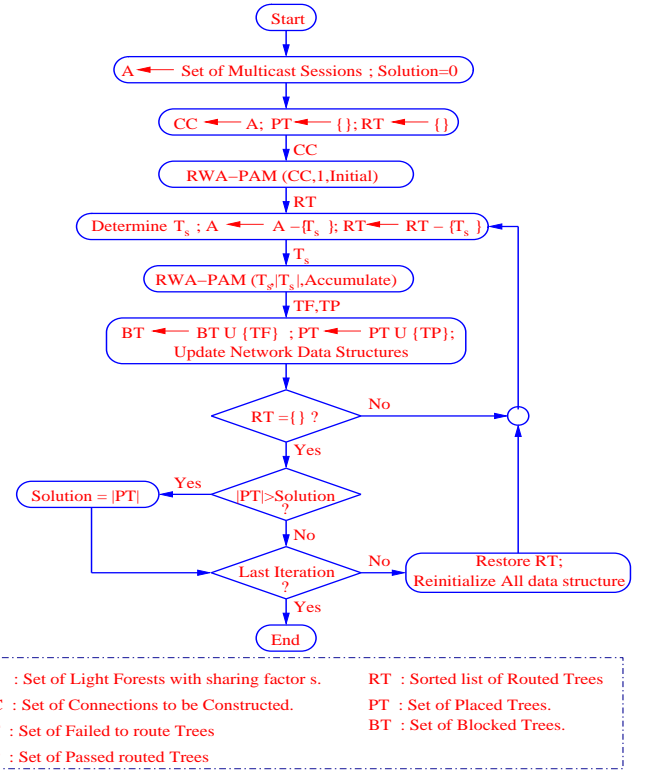 Start
A ← Set of Multicast Sessions ; Solution=0
CC ← A; PT ← {}; RT ← {}
CC
RWA−PAM (CC,1,Initial)
RT
Determine T_s ; A ← A −{T_s }; RT ← RT − {T_s }
T_s
RWA−PAM (T_s,|T_s|,Accumulate)
TF,TP
BT ← BT U {TF} ; PT ← PT U {TP};
Update Network Data Structures
RT ={} ?
No
Yes
|PT|>Solution
?
Yes
Solution = |PT|
No
Last Iteration
?
No
Restore RT;
Reinitialize All data structure
Yes
End
: Set of Light Forests with sharing factor s.
RT : Sorted list of Routed Trees
: Set of Connections to be Constructed.
PT : Set of Placed Trees.
: Set of Failed to route Trees
BT : Set of Blocked Trees.
: Set of Passed routed Trees